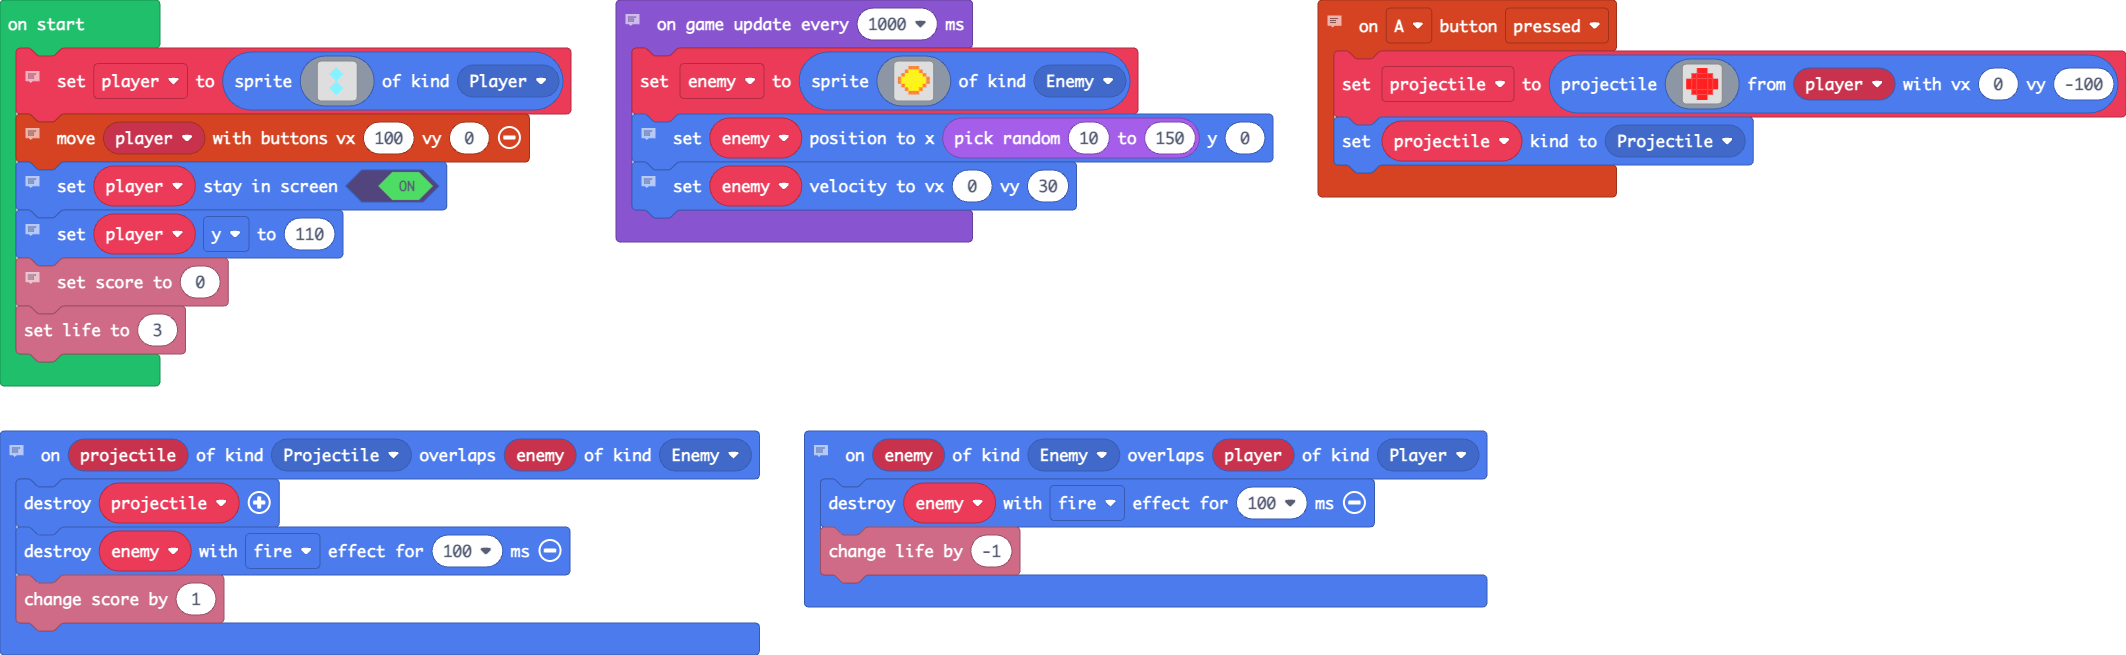 on start
set player to sprite of kind Player
move player with buttons vx 100 vy 0
set player stay in screen ON
set player y to 110
set score to 0
set life to 3
on game update every 1000 ms
set enemy to sprite of kind Enemy
set enemy position to x pick random 10 to 150 y 0
set enemy velocity to vx 0 vy 30
on A button pressed
set projectile to projectile from player with vx 0 vy -100
set projectile kind to Projectile
on projectile of kind Projectile overlaps enemy of kind Enemy
destroy projectile
destroy enemy with fire effect for 100 ms
change score by 1
on enemy of kind Enemy overlaps player of kind Player
destroy enemy with fire effect for 100 ms
change life by -1